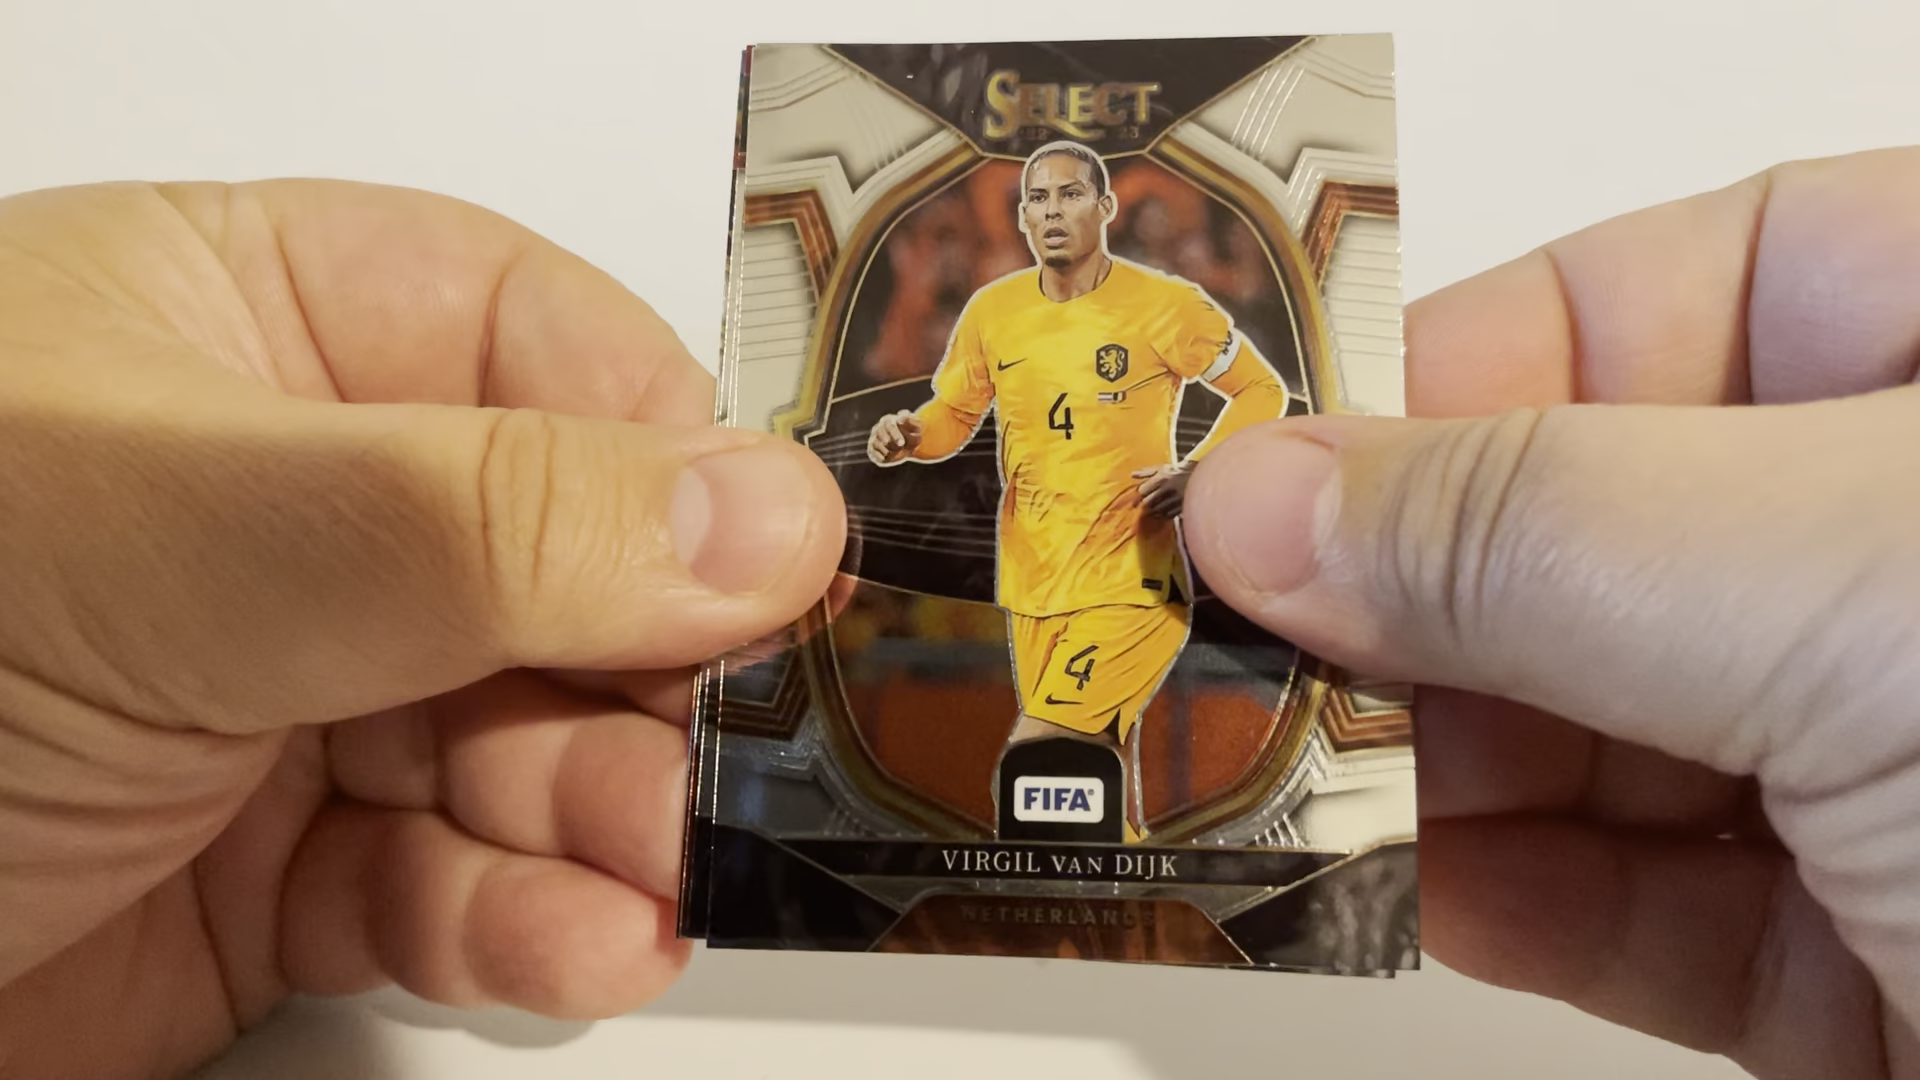 SELECT
22 23
4
4
FIFA
VIRGIL VAN DIJK
NETHERLANDS